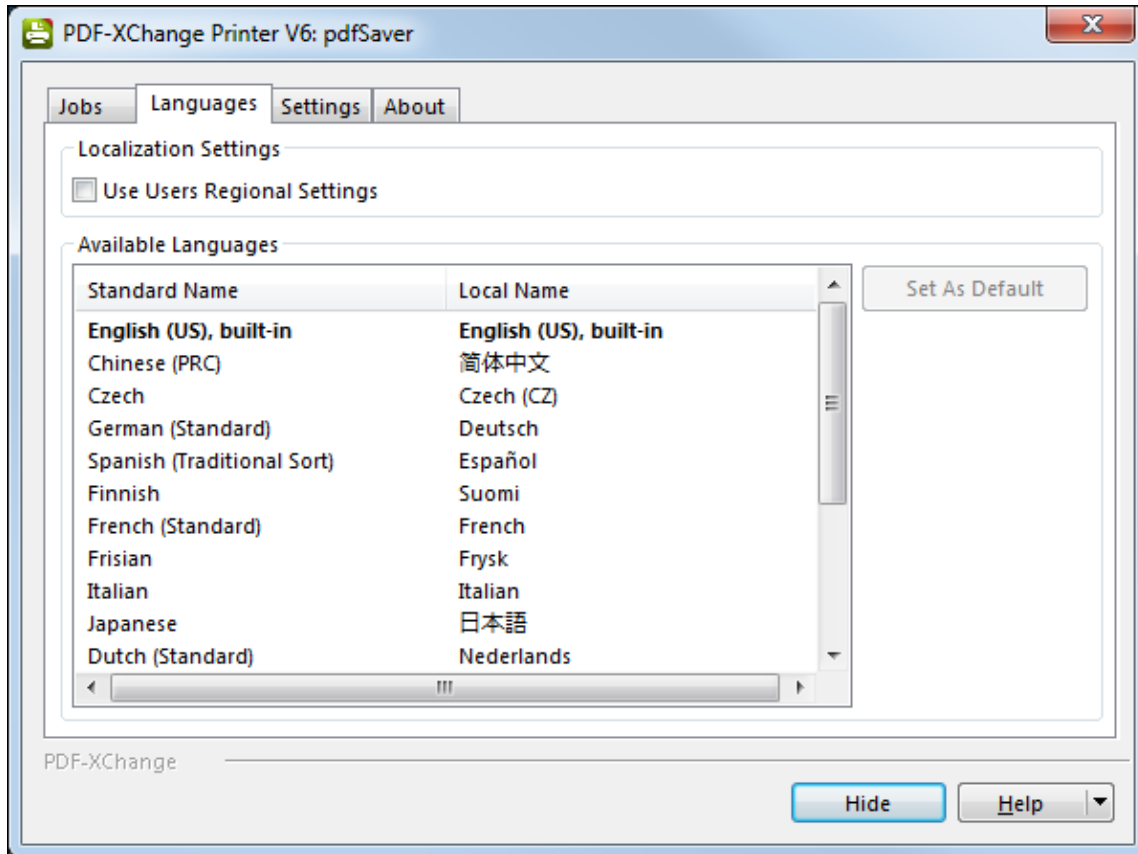 PDF-XChange Printer V6: pdfSaver
Jobs Languages Settings About
Localization Settings
Use Users Regional Settings
Available Languages
Standard Name Local Name
Set As Default
English (US), built-in English (US), built-in
Chinese (PRC) 简体中文
Czech Czech (CZ)
German (Standard) Deutsch
Spanish (Traditional Sort) Español
Finnish Suomi
French (Standard) French
Frisian Frysk
Italian Italian
Japanese 日本語
Dutch (Standard) Nederlands
PDF-XChange
Hide Help